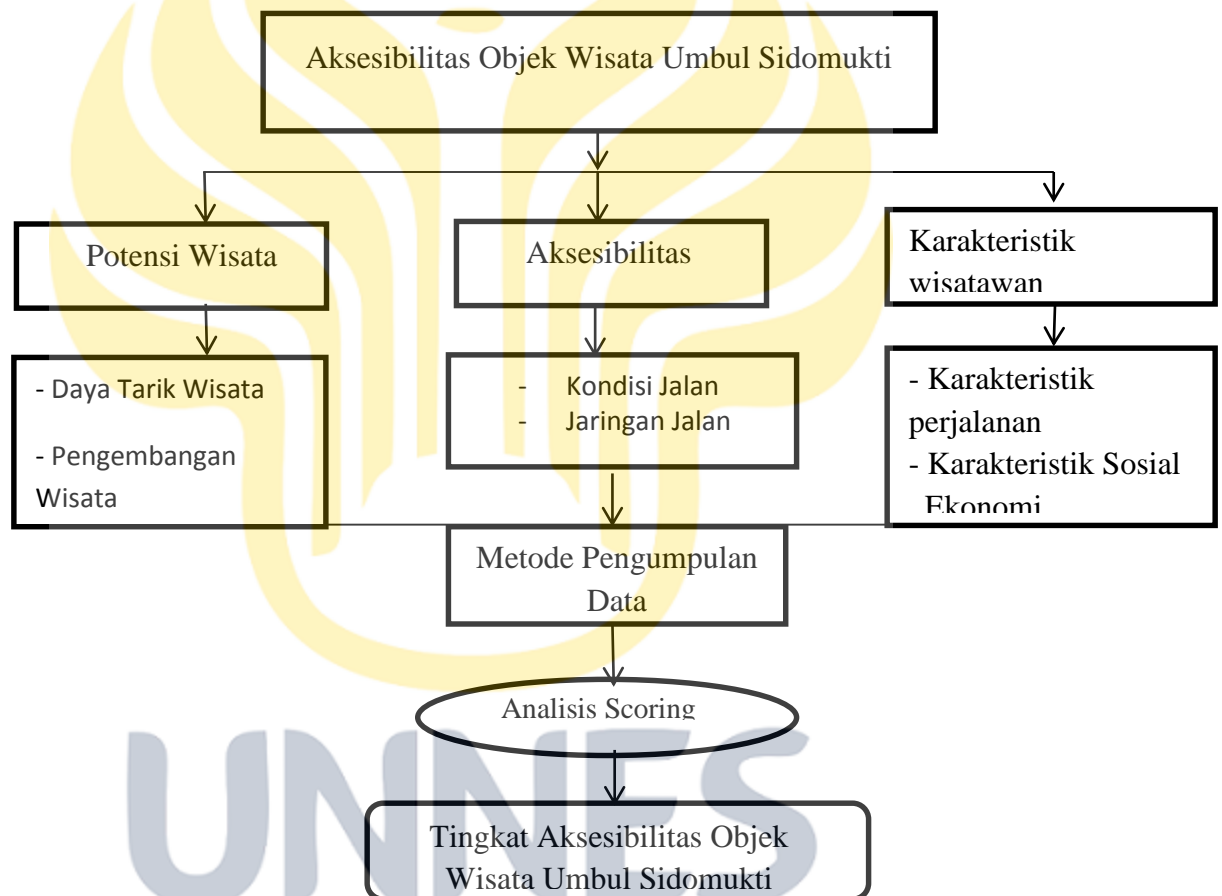 Aksesibilitas Objek Wisata Umbul Sidomukti
Potensi Wisata
Aksesibilitas
Karakteristik
wisatawan
- Daya Tarik Wisata
- Pengembangan
Wisata
- Kondisi Jalan
- Jaringan Jalan
- Karakteristik
perjalanan
- Karakteristik Sosial
Ekonomi
Metode Pengumpulan
Data
Analisis Scoring
Tingkat Aksesibilitas Objek
Wisata Umbul Sidomukti
UNNES